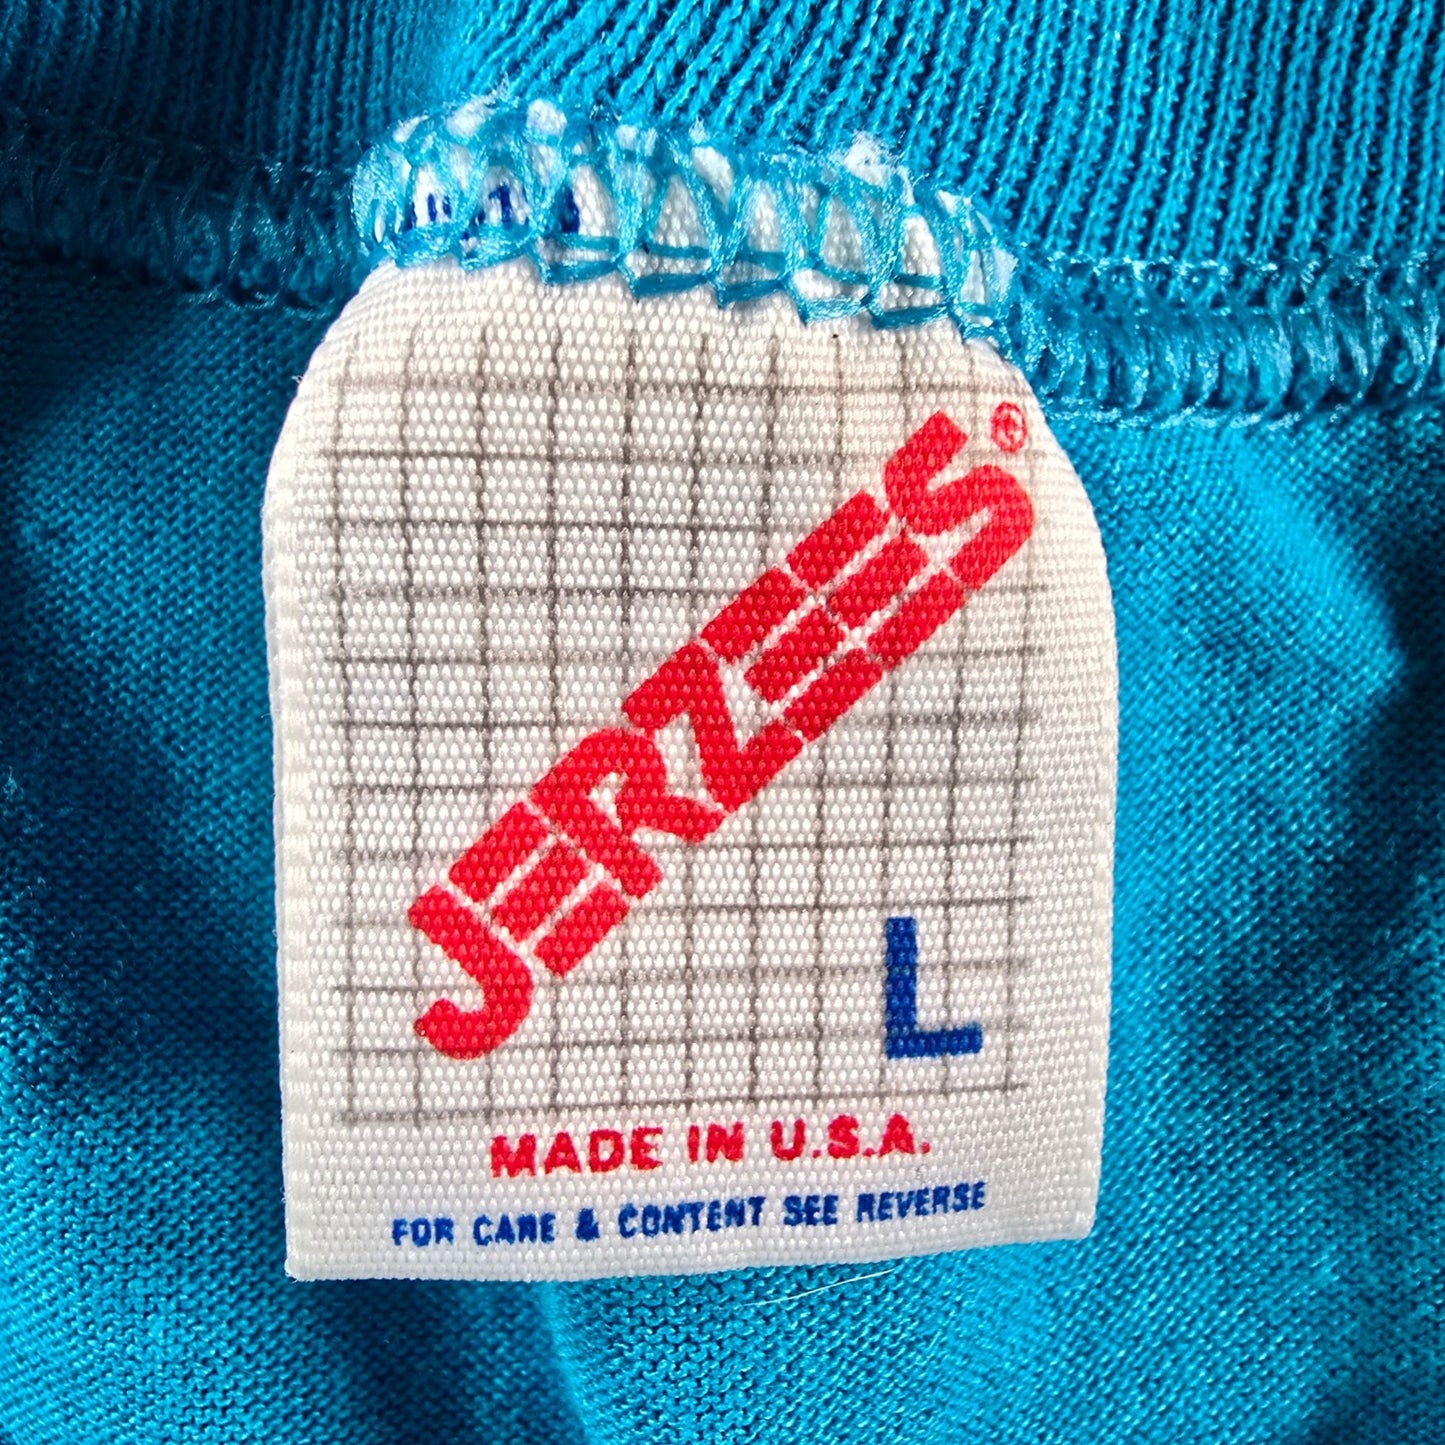 JERZEES®
L
MADE IN U.S.A.
FOR CARE & CONTENT SEE REVERSE